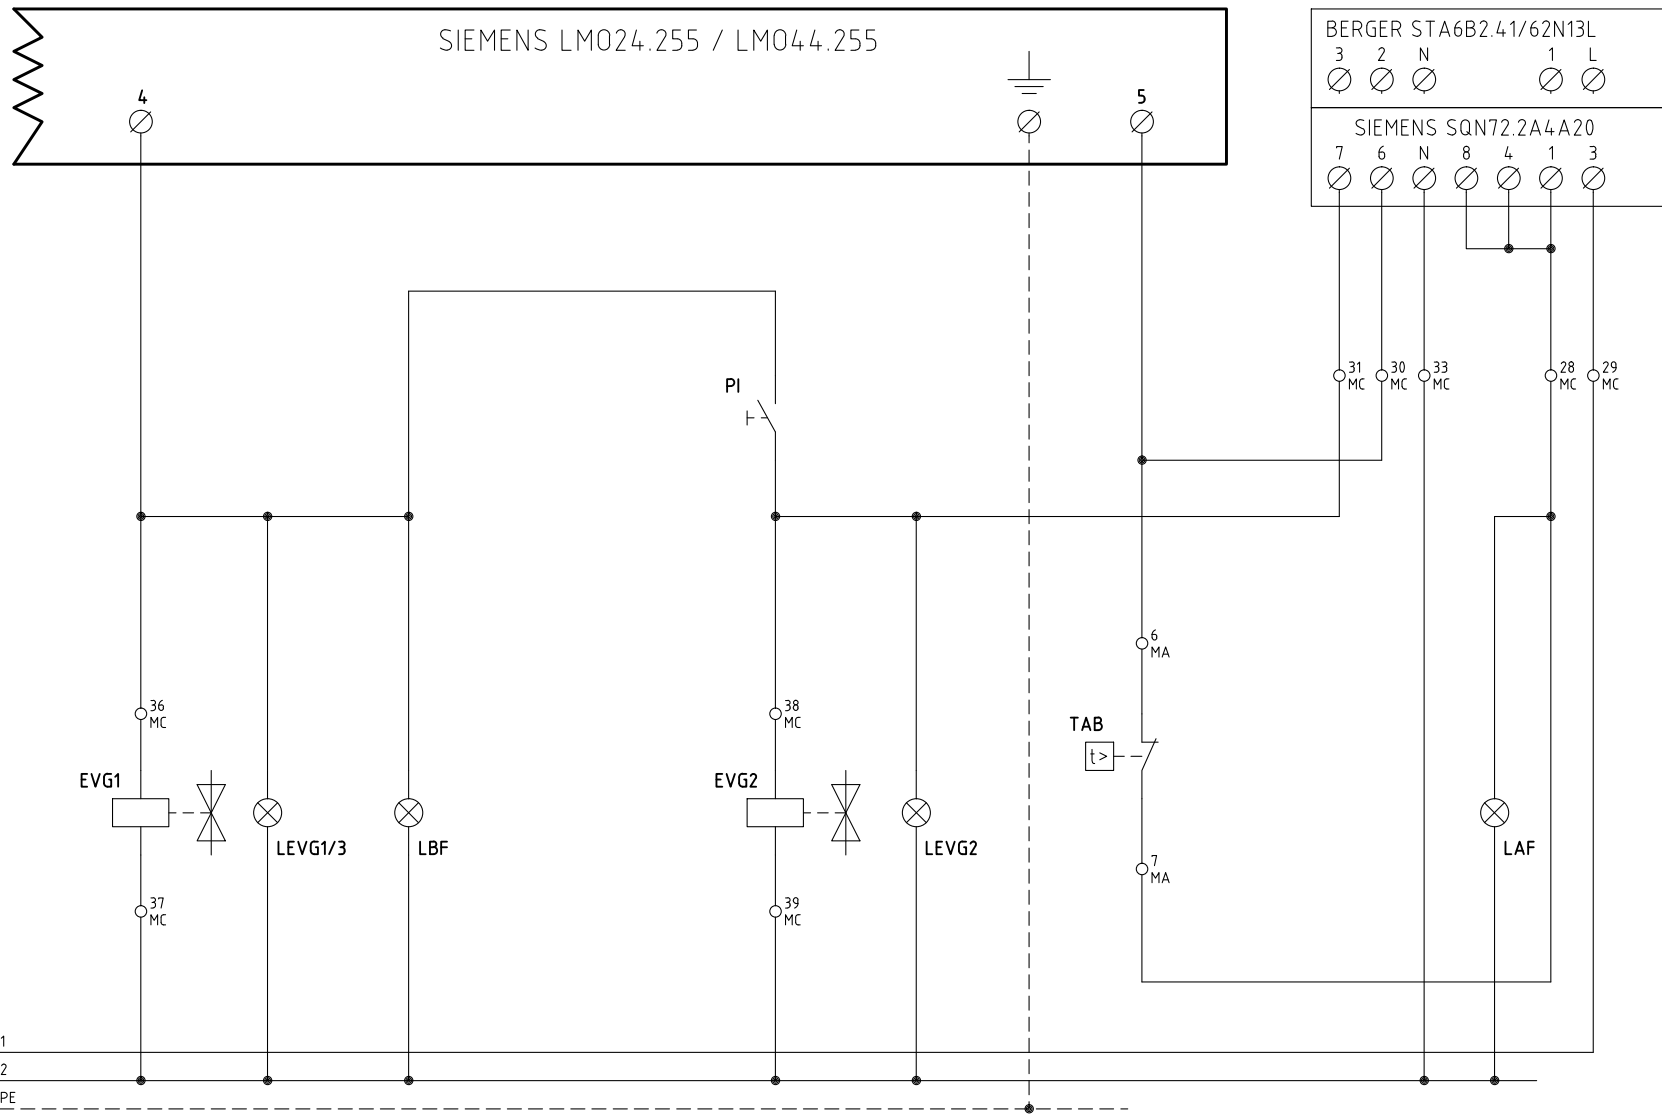 SIEMENS LMO24.255 / LMO44.255
4
5
BERGER STA6B2.41/62N13L
3 2 N 1 L
SIEMENS SQN72.2A4A20
7 6 N 8 4 1 3
31 MC
30 MC
33 MC
28 MC
29 MC
PI
6 MA
36 MC
38 MC
TAB
t>
EVG1
EVG2
LEVG1/3
LBF
LEVG2
LAF
7 MA
37 MC
39 MC
1
2
PE